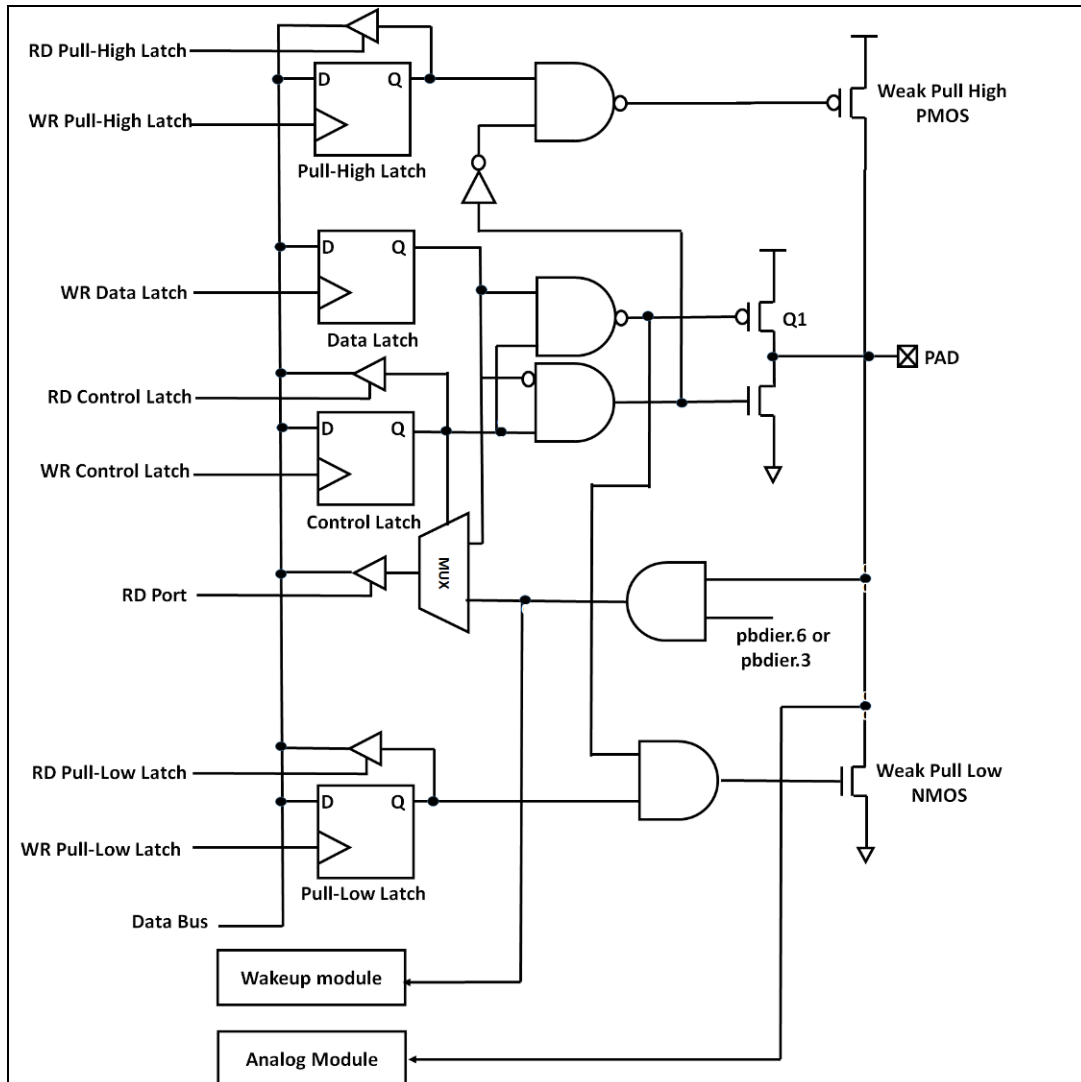 RD Pull-High Latch
D Q
Weak Pull High
PMOS
WR Pull-High Latch
Pull-High Latch
D Q
WR Data Latch
Q1
Data Latch
PAD
RD Control Latch
D Q
WR Control Latch
Control Latch
MUX
RD Port
pbdier.6 or
pbdier.3
RD Pull-Low Latch
Weak Pull Low
NMOS
D Q
WR Pull-Low Latch
Pull-Low Latch
Data Bus
Wakeup module
Analog Module